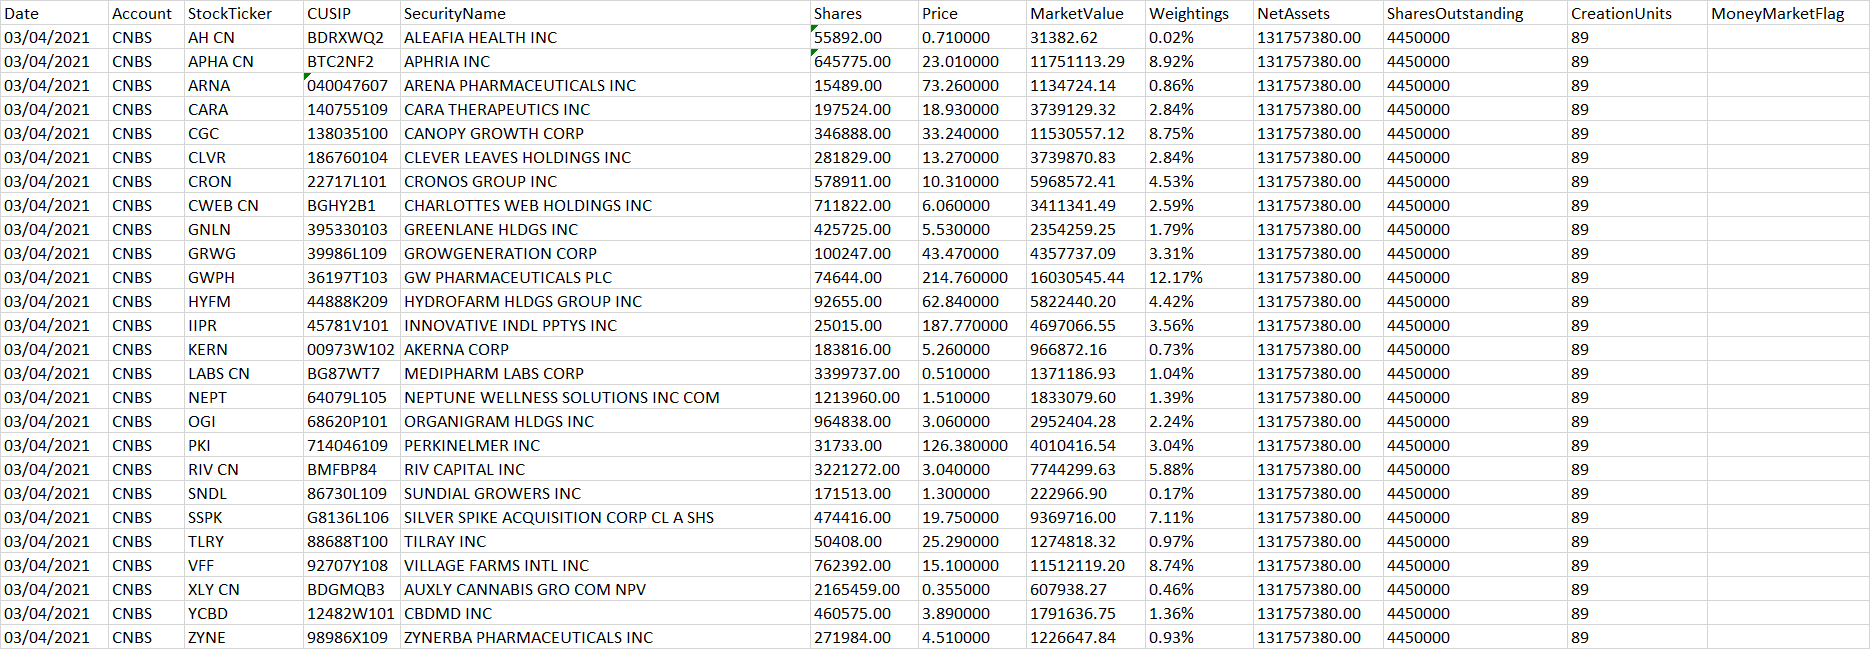 Date Account StockTicker CUSIP SecurityName Shares Price MarketValue Weightings NetAssets SharesOutstanding CreationUnits MoneyMarketFlag
03/04/2021 CNBS AH CN BDRXWQ2 ALEAFIA HEALTH INC 55892.00 0.710000 31382.62 0.02% 131757380.00 4450000 89
03/04/2021 CNBS APHA CN BTC2NF2 APHRIA INC 645775.00 23.010000 11751113.29 8.92% 131757380.00 4450000 89
03/04/2021 CNBS ARNA 040047607 ARENA PHARMACEUTICALS INC 15489.00 73.260000 1134724.14 0.86% 131757380.00 4450000 89
03/04/2021 CNBS CARA 140755109 CARA THERAPEUTICS INC 197524.00 18.930000 3739129.32 2.84% 131757380.00 4450000 89
03/04/2021 CNBS CGC 138035100 CANOPY GROWTH CORP 346888.00 33.240000 11530557.12 8.75% 131757380.00 4450000 89
03/04/2021 CNBS CLVR 186760104 CLEVER LEAVES HOLDINGS INC 281829.00 13.270000 3739870.83 2.84% 131757380.00 4450000 89
03/04/2021 CNBS CRON 22717L101 CRONOS GROUP INC 578911.00 10.310000 5968572.41 4.53% 131757380.00 4450000 89
03/04/2021 CNBS CWEB CN BGHY2B1 CHARLOTTES WEB HOLDINGS INC 711822.00 6.060000 3411341.49 2.59% 131757380.00 4450000 89
03/04/2021 CNBS GNLN 395330103 GREENLANE HLDGS INC 425725.00 5.530000 2354259.25 1.79% 131757380.00 4450000 89
03/04/2021 CNBS GRWG 39986L109 GROWGENERATION CORP 100247.00 43.470000 4357737.09 3.31% 131757380.00 4450000 89
03/04/2021 CNBS GWPH 36197T103 GW PHARMACEUTICALS PLC 74644.00 214.760000 16030545.44 12.17% 131757380.00 4450000 89
03/04/2021 CNBS HYFM 44888K209 HYDROFARM HLDGS GROUP INC 92655.00 62.840000 5822440.20 4.42% 131757380.00 4450000 89
03/04/2021 CNBS IIPR 45781V101 INNOVATIVE INDL PPTYS INC 25015.00 187.770000 4697066.55 3.56% 131757380.00 4450000 89
03/04/2021 CNBS KERN 00973W102 AKERNA CORP 183816.00 5.260000 966872.16 0.73% 131757380.00 4450000 89
03/04/2021 CNBS LABS CN BG87WT7 MEDIPHARM LABS CORP 3399737.00 0.510000 1371186.93 1.04% 131757380.00 4450000 89
03/04/2021 CNBS NEPT 64079L105 NEPTUNE WELLNESS SOLUTIONS INC COM 1213960.00 1.510000 1833079.60 1.39% 131757380.00 4450000 89
03/04/2021 CNBS OGI 68620P101 ORGANIGRAM HLDGS INC 964838.00 3.060000 2952404.28 2.24% 131757380.00 4450000 89
03/04/2021 CNBS PKI 714046109 PERKINELMER INC 31733.00 126.380000 4010416.54 3.04% 131757380.00 4450000 89
03/04/2021 CNBS RIV CN BMFBP84 RIV CAPITAL INC 3221272.00 3.040000 7744299.63 5.88% 131757380.00 4450000 89
03/04/2021 CNBS SNDL 86730L109 SUNDIAL GROWERS INC 171513.00 1.300000 222966.90 0.17% 131757380.00 4450000 89
03/04/2021 CNBS SSPK G8136L106 SILVER SPIKE ACQUISITION CORP CL A SHS 474416.00 19.750000 9369716.00 7.11% 131757380.00 4450000 89
03/04/2021 CNBS TLRY 88688T100 TILRAY INC 50408.00 25.290000 1274818.32 0.97% 131757380.00 4450000 89
03/04/2021 CNBS VFF 92707Y108 VILLAGE FARMS INTL INC 762392.00 15.100000 11512119.20 8.74% 131757380.00 4450000 89
03/04/2021 CNBS XLY CN BDGMQB3 AUXLY CANNABIS GRO COM NPV 2165459.00 0.355000 607938.27 0.46% 131757380.00 4450000 89
03/04/2021 CNBS YCBD 12482W101 CBDMD INC 460575.00 3.890000 1791636.75 1.36% 131757380.00 4450000 89
03/04/2021 CNBS ZYNE 98986X109 ZYNERBA PHARMACEUTICALS INC 271984.00 4.510000 1226647.84 0.93% 131757380.00 4450000 89